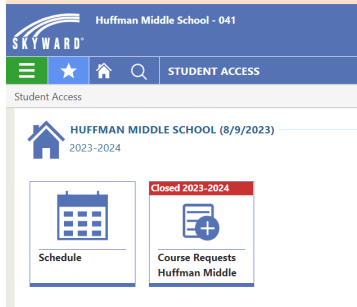 Huffman Middle School - 041
SKYWARD®
STUDENT ACCESS
Student Access
HUFFMAN MIDDLE SCHOOL (8/9/2023)
2023-2024
Closed 2023-2024
Schedule
Course Requests
Huffman Middle